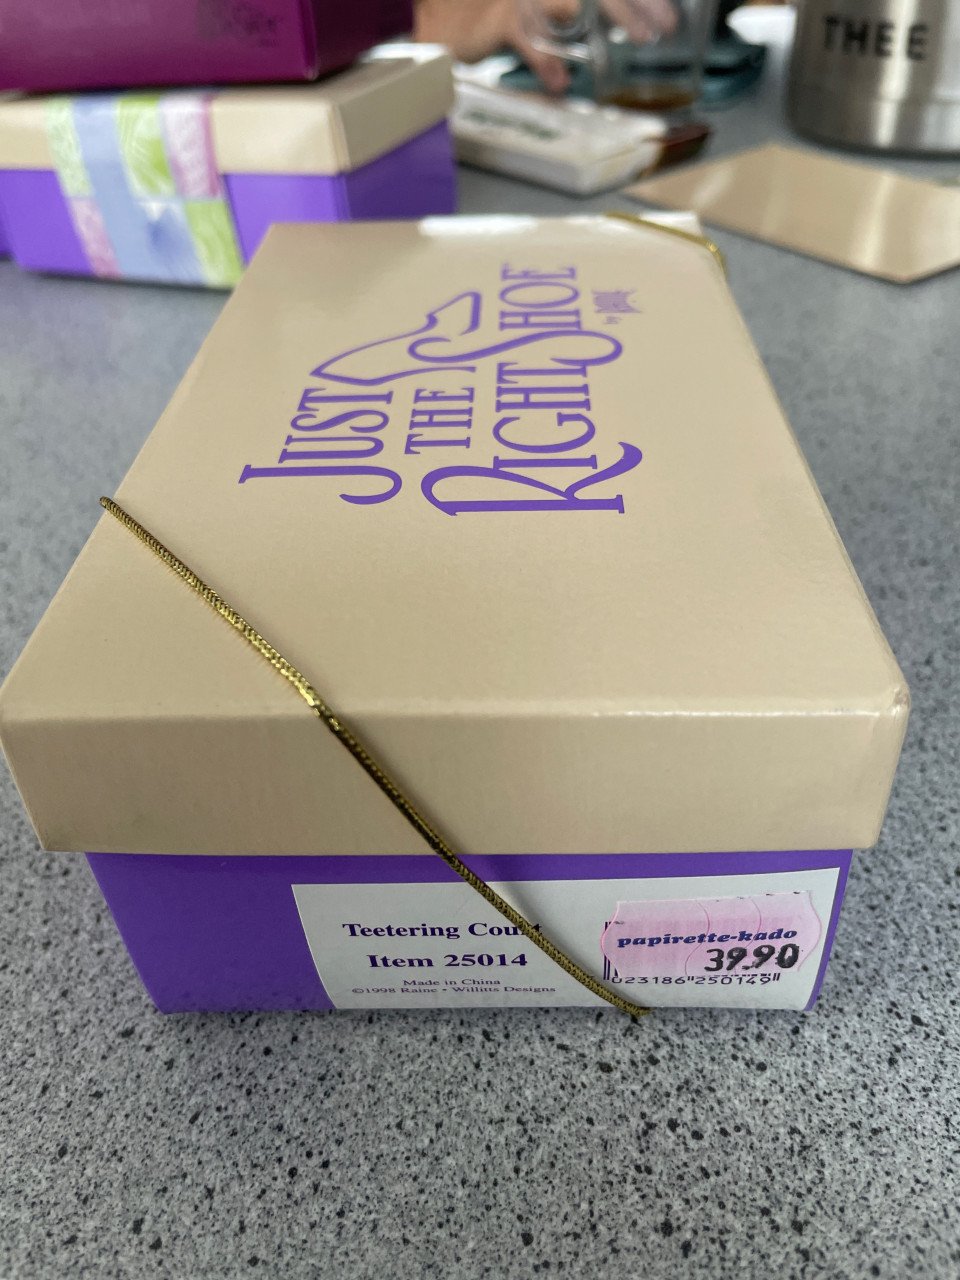 JUST
THE
RIGHT SHOE
by
Teetering
Item 25014
Made in China
©1998 Raine • Willitts Designs
papirette-kado
39.90
023186 250149
THEE